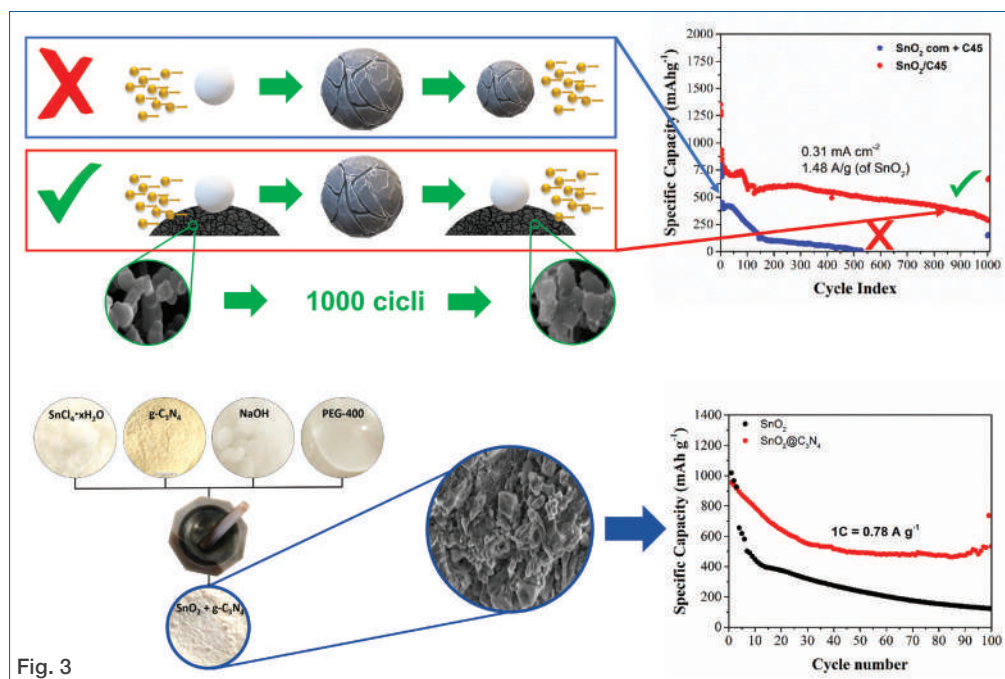 2000
1750
1500
1250
1000
750
500
250
0
Specific Capacity (mAhg⁻¹)
SnO₂ com + C45
SnO₂/C45
0.31 mA cm⁻²
1.48 A/g (of SnO₂)
0 100 200 300 400 500 600 700 800 900 1000
Cycle Index
1000 cicli
SnCl₄·xH₂O
g-C₃N₄
NaOH
PEG-400
SnO₂ + g-C₃N₄
1400
1200
1000
800
600
400
200
0
Specific Capacity (mAh g⁻¹)
SnO₂
SnO₂@C₃N₄
1C = 0.78 A g⁻¹
0 10 20 30 40 50 60 70 80 90 100
Cycle number
Fig. 3